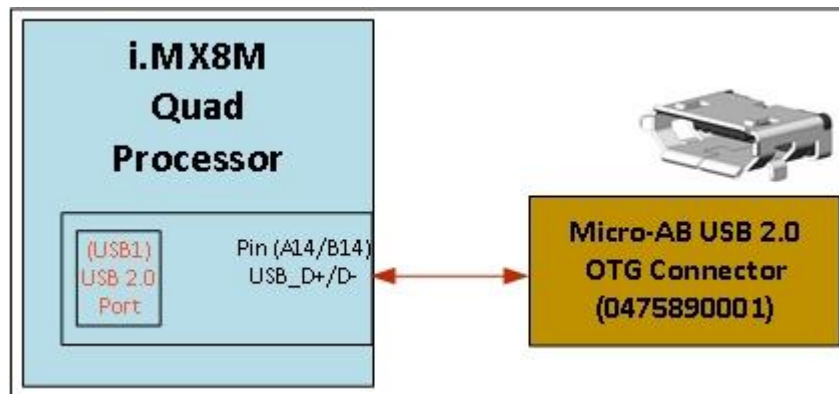 i.MX8M
Quad
Processor
(USB1)
USB 2.0
Port
Pin (A14/B14)
USB_D+/D-
Micro-AB USB 2.0
OTG Connector
(0475890001)